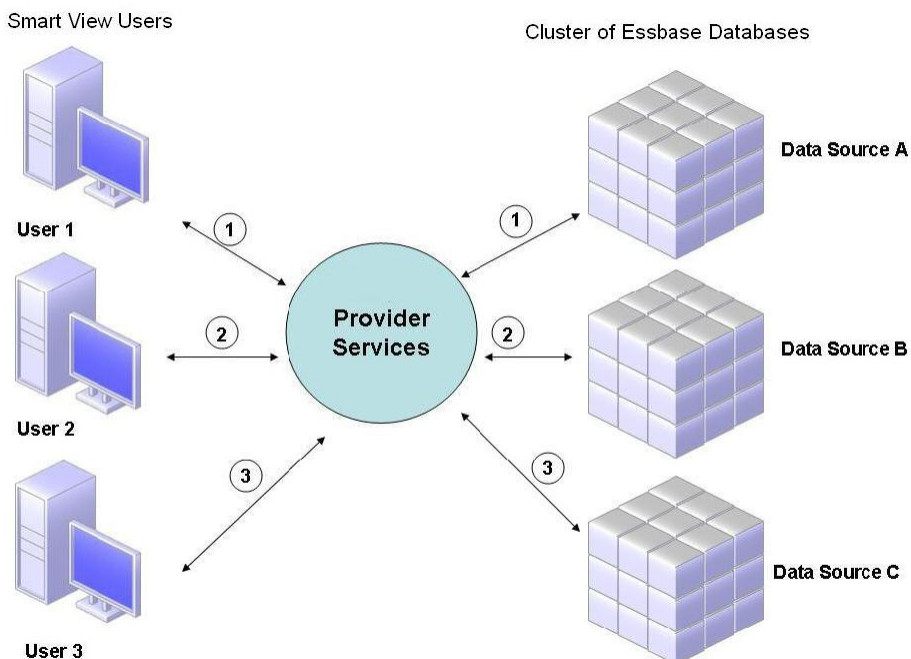 Smart View Users
Cluster of Essbase Databases
Data Source A
User 1
1
1
Provider
Services
2
2
Data Source B
User 2
3
3
Data Source C
User 3